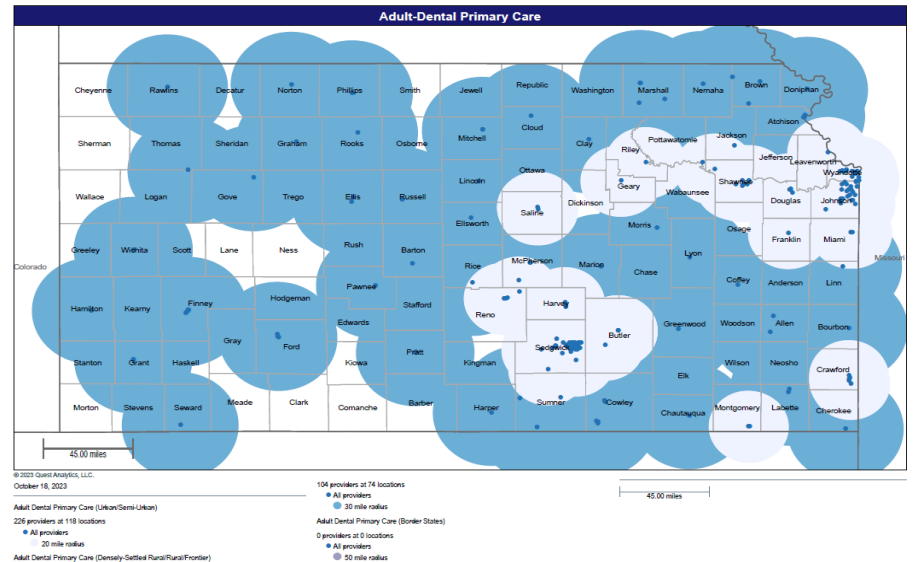 Adult-Dental Primary Care
Cheyenne Rawlins Decatur Norton Phillips Smith Jewell Republic Washington Marshall Nemaha Brown Doniphan
Sherman Thomas Sheridan Graham Rooks Osborne Mitchell Cloud Clay Riley Pottawatomie Jackson Atchison
Jefferson Leavenworth
Wallace Logan Gove Trego Ellis Russell Lincoln Ottawa Geary Wabaunsee Shawnee Wyandotte
Saline Dickinson Douglas Johnson
Greeley Wichita Scott Lane Ness Rush Barton Ellsworth Morris Osage Franklin Miami
Colorado Missouri
Rice McPherson Marion Chase Lyon
Hamilton Kearny Finney Hodgeman Pawnee Stafford Reno Harvey Coffey Anderson Linn
Gray Ford Edwards Sedgwick Butler Greenwood Woodson Allen Bourbon
Stanton Grant Haskell Kiowa Pratt Kingman Elk Wilson Neosho Crawford
Morton Stevens Seward Meade Clark Comanche Barber Harper Sumner Cowley Chautauqua Montgomery Labette Cherokee
45.00 miles
© 2023 Quest Analytics, LLC.
October 18, 2023
Adult Dental Primary Care (Urban/Semi-Urban)
226 providers at 118 locations
All providers
20 mile radius
Adult Dental Primary Care (Densely-Settled Rural/Rural/Frontier)
104 providers at 74 locations
All providers
30 mile radius
Adult Dental Primary Care (Border States)
0 providers at 0 locations
All providers
50 mile radius
45.00 miles